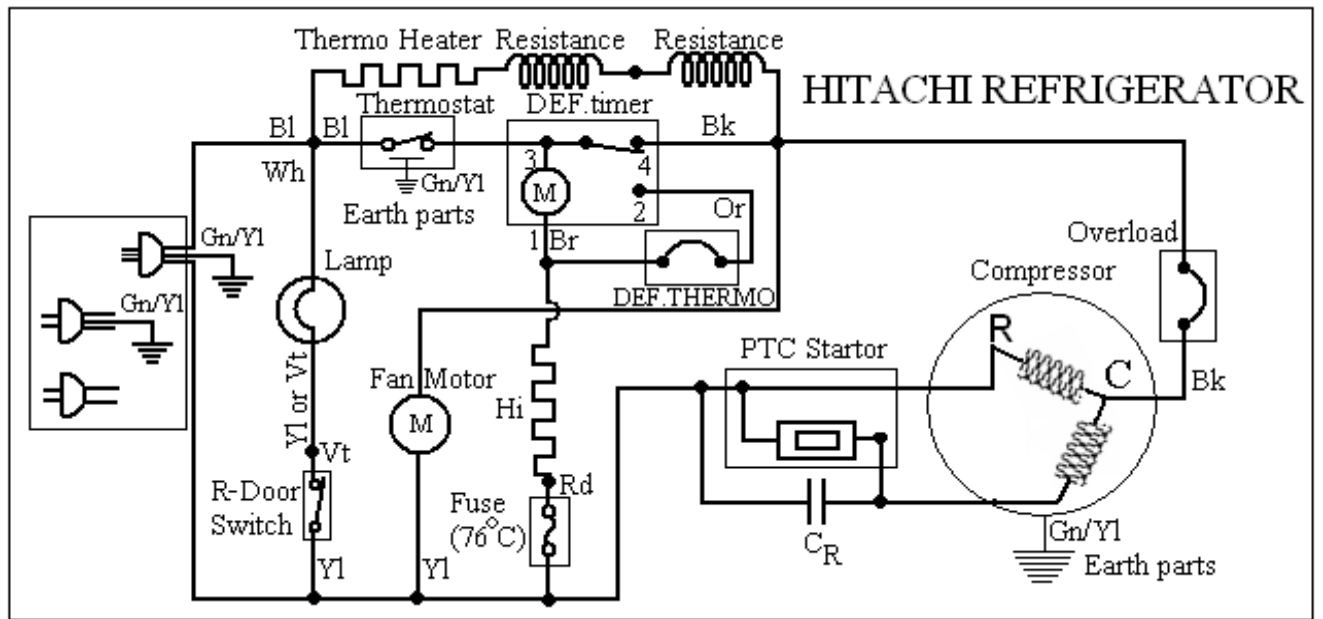 Thermo Heater
Resistance
Resistance
HITACHI REFRIGERATOR
Thermostat
DEF.timer
Bl
Bl
Bk
Wh
3
4
M
Gn/Yl
Earth parts
2
Or
1
Br
Gn/Yl
Lamp
DEF.THERMO
Overload
Compressor
Gn/Yl
R
PTC Startor
C
Bk
Yl or Vt
Fan Motor
Hi
M
Vt
R-Door
Switch
Rd
Fuse
(76°C)
CR
Gn/Yl
Earth parts
Yl
Yl